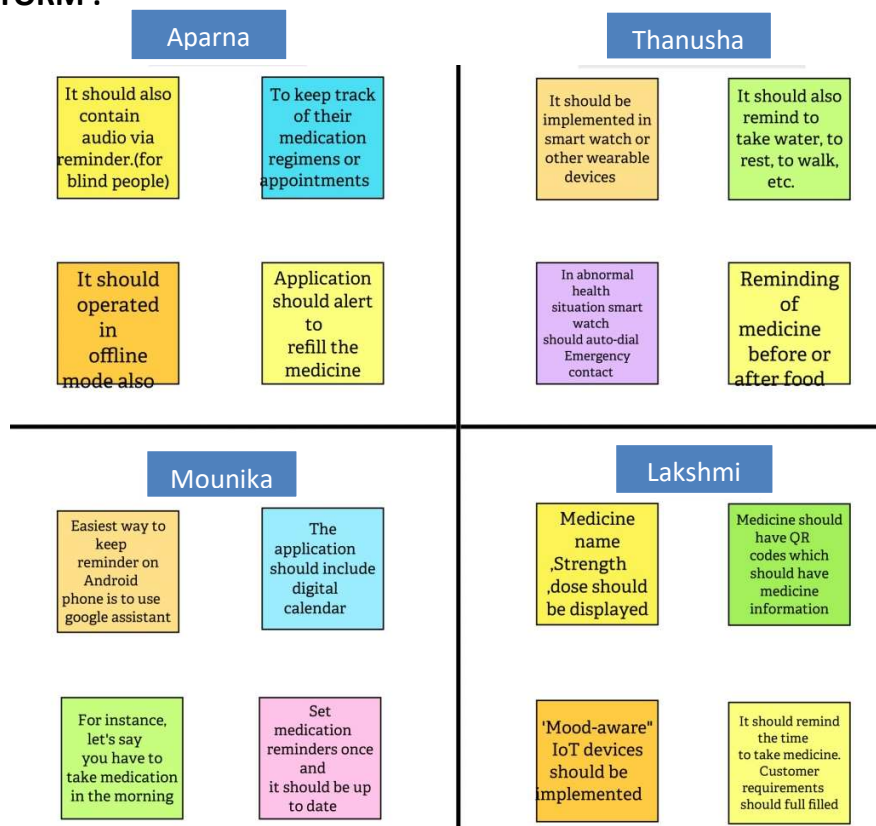 Aparna
It should also
contain
audio via
reminder.(for
blind people)
To keep track
of their
medication
regimens or
appointments
It should
operated
in
offline
mode also
Application
should alert
to
refill the
medicine
Thanusha
It should be
implemented in
smart watch or
other wearable
devices
It should also
remind to
take water, to
rest, to walk,
etc.
In abnormal
health
situation smart
watch
should auto-dial
Emergency
contact
Reminding
of
medicine
before or
after food
Mounika
Easiest way to
keep
reminder on
Android
phone is to use
google assistant
The
application
should include
digital
calendar
For instance,
let's say
you have to
take medication
in the morning
Set
medication
reminders once
and
it should be up
to date
Lakshmi
Medicine
name
,Strength
,dose should
be displayed
Medicine should
have QR
codes which
should have
medicine
information
'Mood-aware"
IoT devices
should be
implemented
It should remind
the time
to take medicine.
Customer
requirements
should full filled